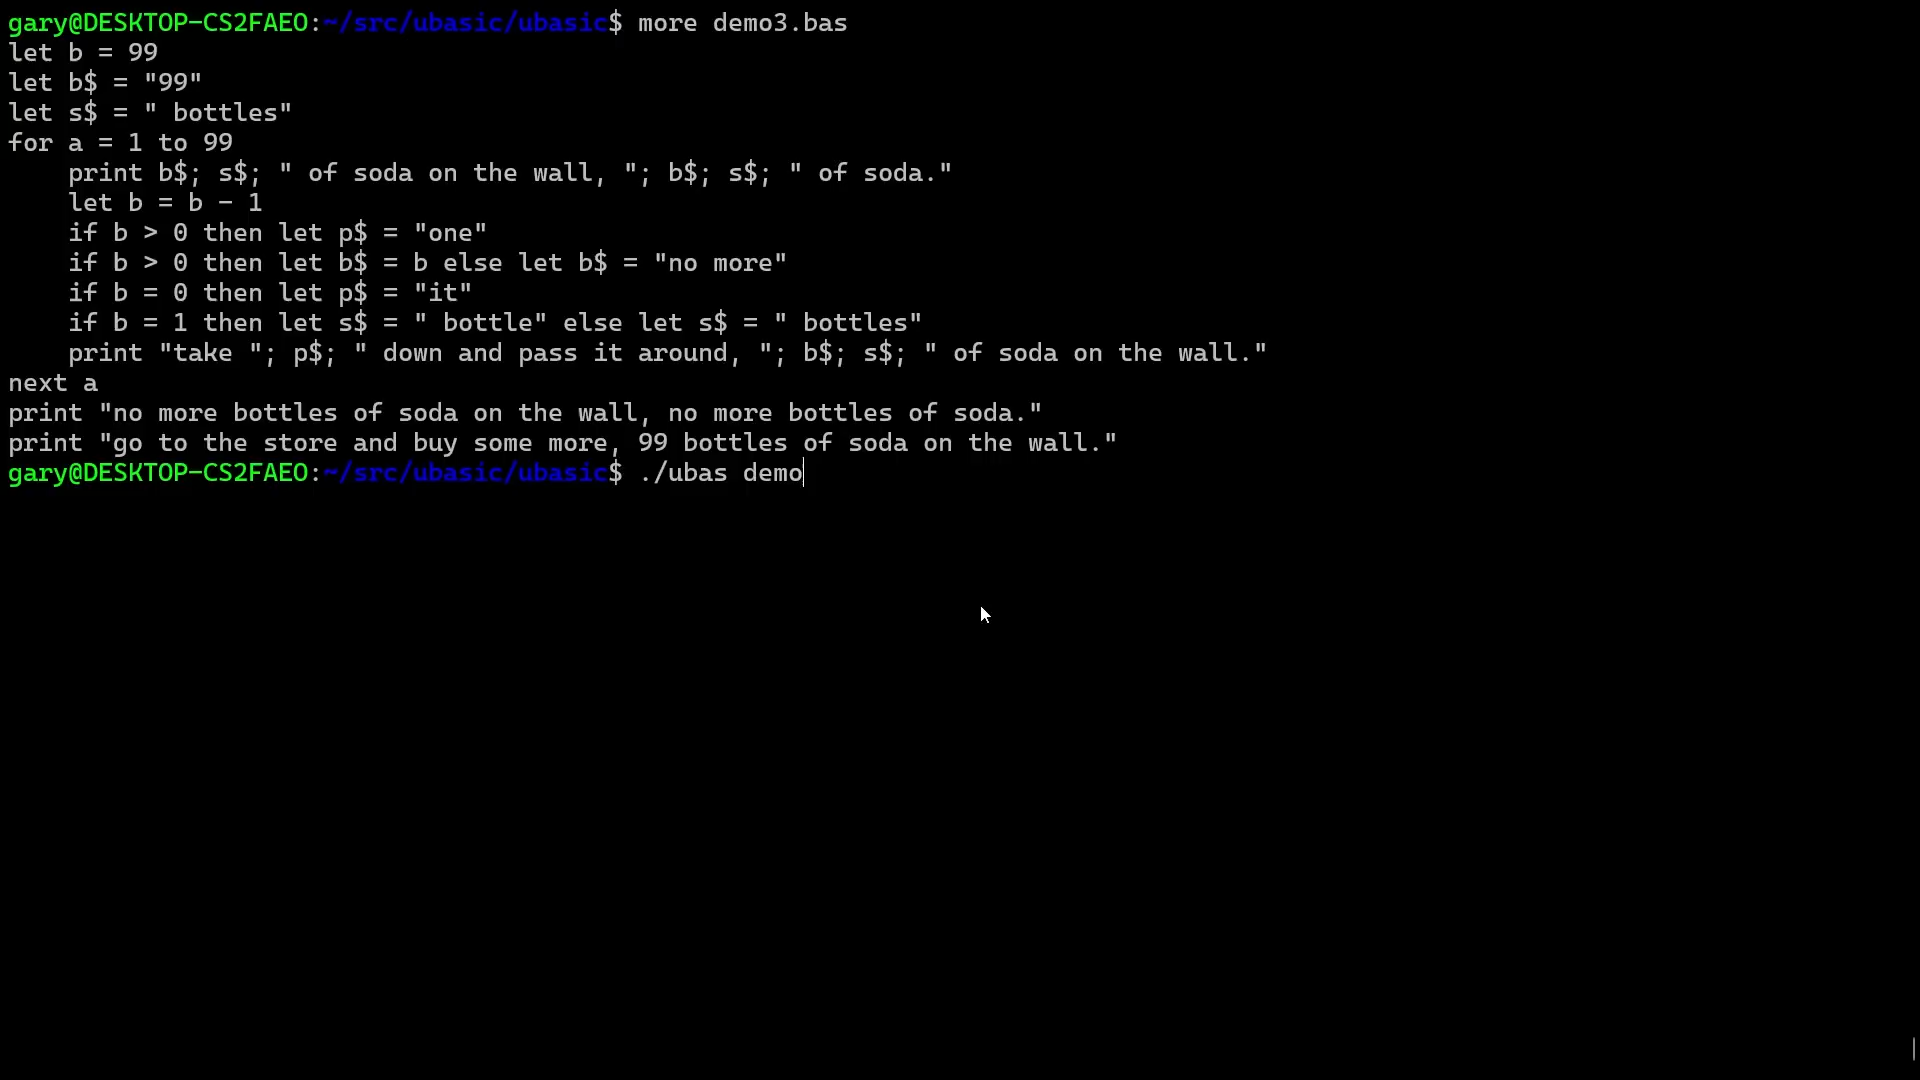 gary@DESKTOP-CS2FAEO:~/src/ubasic/ubasic$ more demo3.bas
let b = 99
let b$ = "99"
let s$ = " bottles"
for a = 1 to 99
    print b$; s$; " of soda on the wall, "; b$; s$; " of soda."
    let b = b - 1
    if b > 0 then let p$ = "one"
    if b > 0 then let b$ = b else let b$ = "no more"
    if b = 0 then let p$ = "it"
    if b = 1 then let s$ = " bottle" else let s$ = " bottles"
    print "take "; p$; " down and pass it around, "; b$; s$; " of soda on the wall."
next a
print "no more bottles of soda on the wall, no more bottles of soda."
print "go to the store and buy some more, 99 bottles of soda on the wall."
gary@DESKTOP-CS2FAEO:~/src/ubasic/ubasic$ ./ubas demo